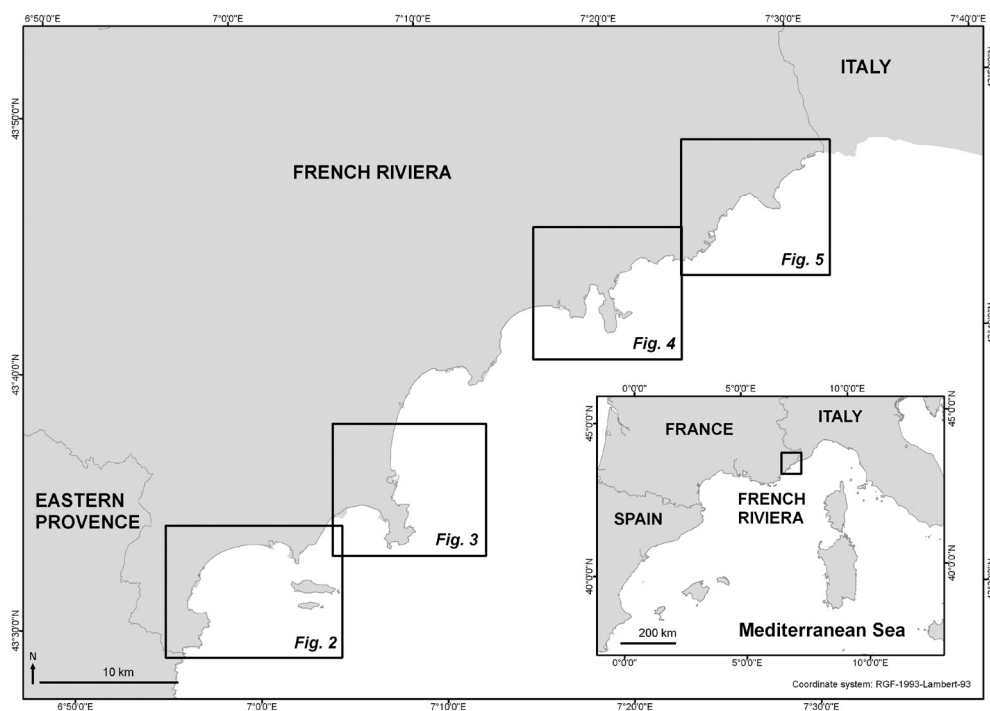 6°50'0"E
7°0'0"E
7°10'0"E
7°20'0"E
7°30'0"E
7°40'0"E
ITALY
43°50'0"N
FRENCH RIVIERA
Fig. 5
Fig. 4
43°40'0"N
EASTERN
PROVENCE
Fig. 3
Fig. 2
43°30'0"N
N
10 km
0°0'0"
5°0'0"E
10°0'0"E
45°0'0"N
45°0'0"N
FRANCE
ITALY
FRENCH
RIVIERA
SPAIN
40°0'0"N
40°0'0"N
200 km
Mediterranean Sea
0°0'0"
5°0'0"E
10°0'0"E
Coordinate system: RGF-1993-Lambert-93
6°50'0"E
7°0'0"E
7°10'0"E
7°20'0"E
7°30'0"E